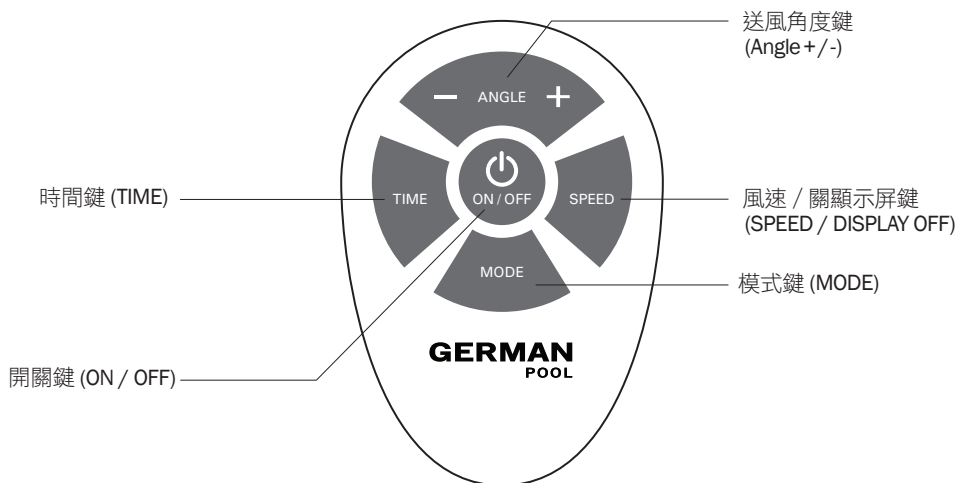 送風角度鍵
(Angle +/-)
— ANGLE +
時間鍵 (TIME)
TIME
ON / OFF
SPEED
風速 / 關顯示屏鍵
(SPEED / DISPLAY OFF)
MODE
模式鍵 (MODE)
GERMAN
POOL
開關鍵 (ON / OFF)